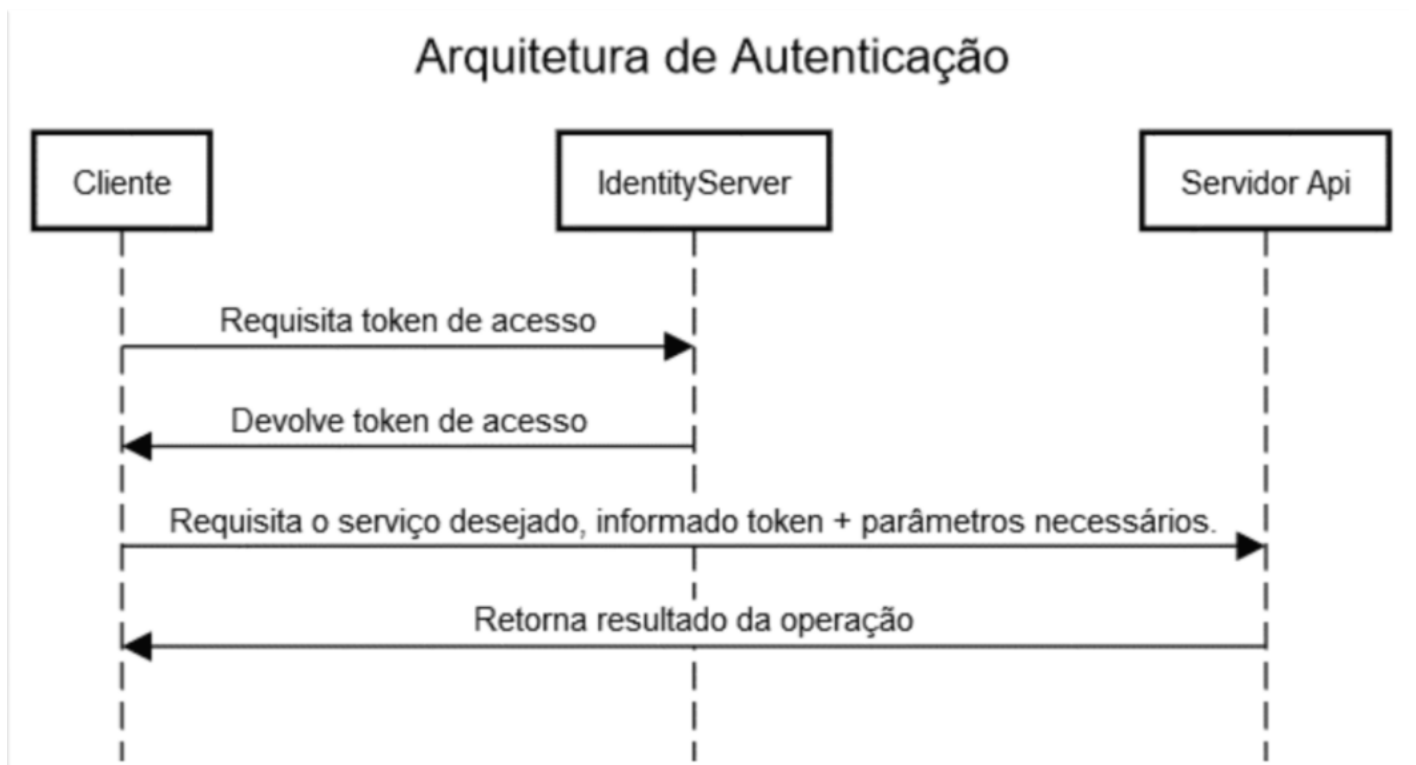 Arquitetura de Autenticação
Cliente
IdentityServer
Servidor Api
Requisita token de acesso
Devolve token de acesso
Requisita o serviço desejado, informado token + parâmetros necessários.
Retorna resultado da operação